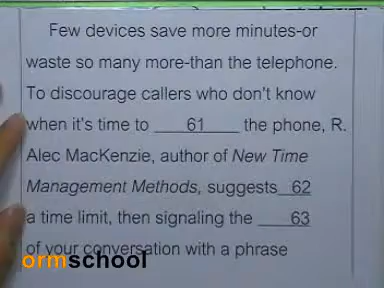 Few devices save more minutes-or
waste so many more-than the telephone.
To discourage callers who don't know
when it's time to 61 the phone, R.
Alec MacKenzie, author of New Time
Management Methods, suggests 62
a time limit, then signaling the 63
of your conversation with a phrase
ormschool